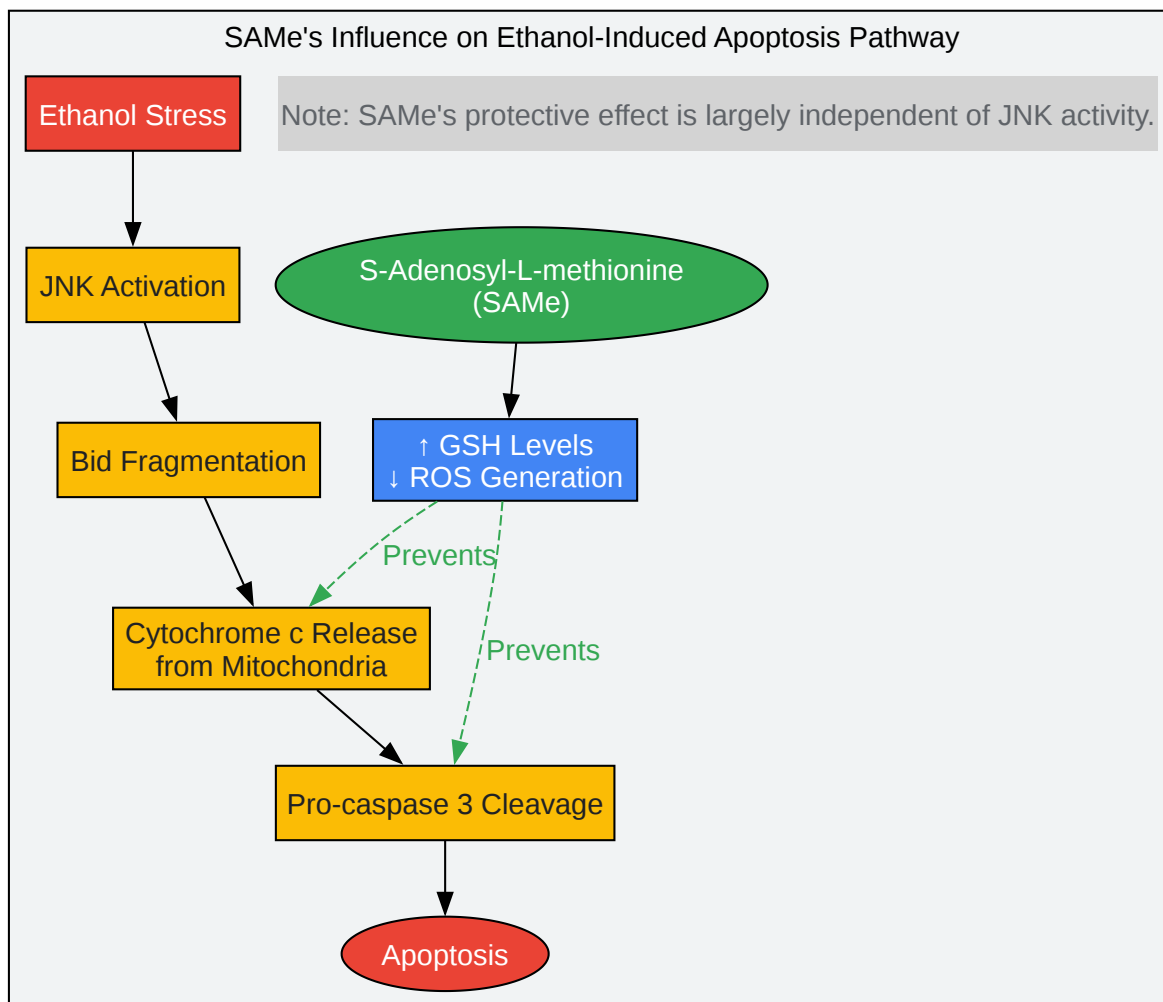 SAMe's Influence on Ethanol-Induced Apoptosis Pathway
Ethanol Stress
Note: SAMe's protective effect is largely independent of JNK activity.
JNK Activation
S-Adenosyl-L-methionine
(SAMe)
Bid Fragmentation
↑ GSH Levels
↓ ROS Generation
Prevents
Cytochrome c Release
from Mitochondria
Prevents
Pro-caspase 3 Cleavage
Apoptosis